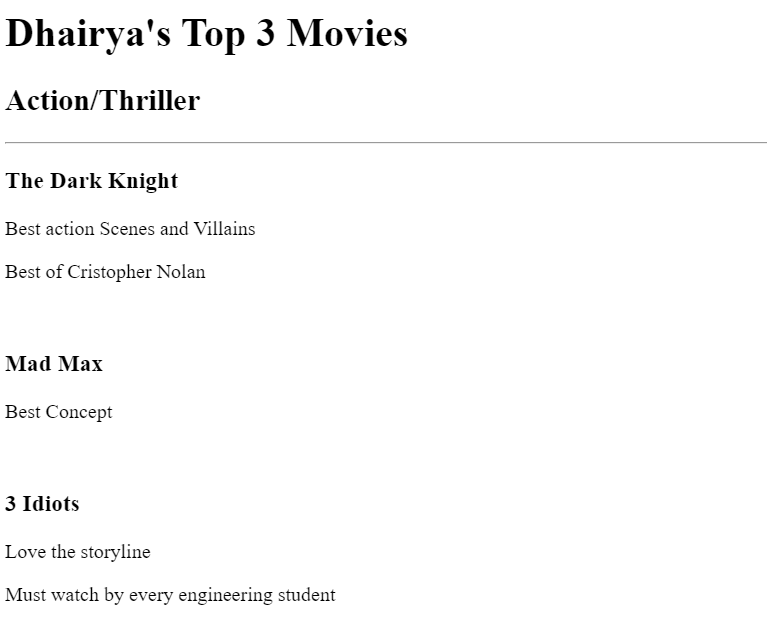 Dhairya's Top 3 Movies
Action/Thriller
The Dark Knight
Best action Scenes and Villains
Best of Cristopher Nolan
Mad Max
Best Concept
3 Idiots
Love the storyline
Must watch by every engineering student